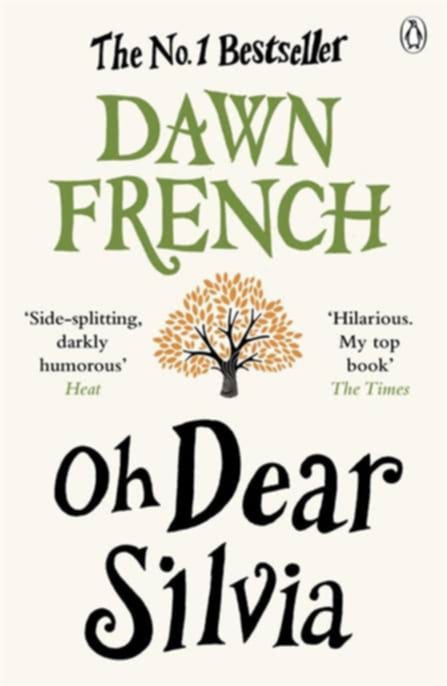 The No.1 Bestseller
DAWN
FRENCH
‘Side-splitting,
darkly
humorous’
Heat
‘Hilarious.
My top
book’
The Times
Oh Dear
Silvia